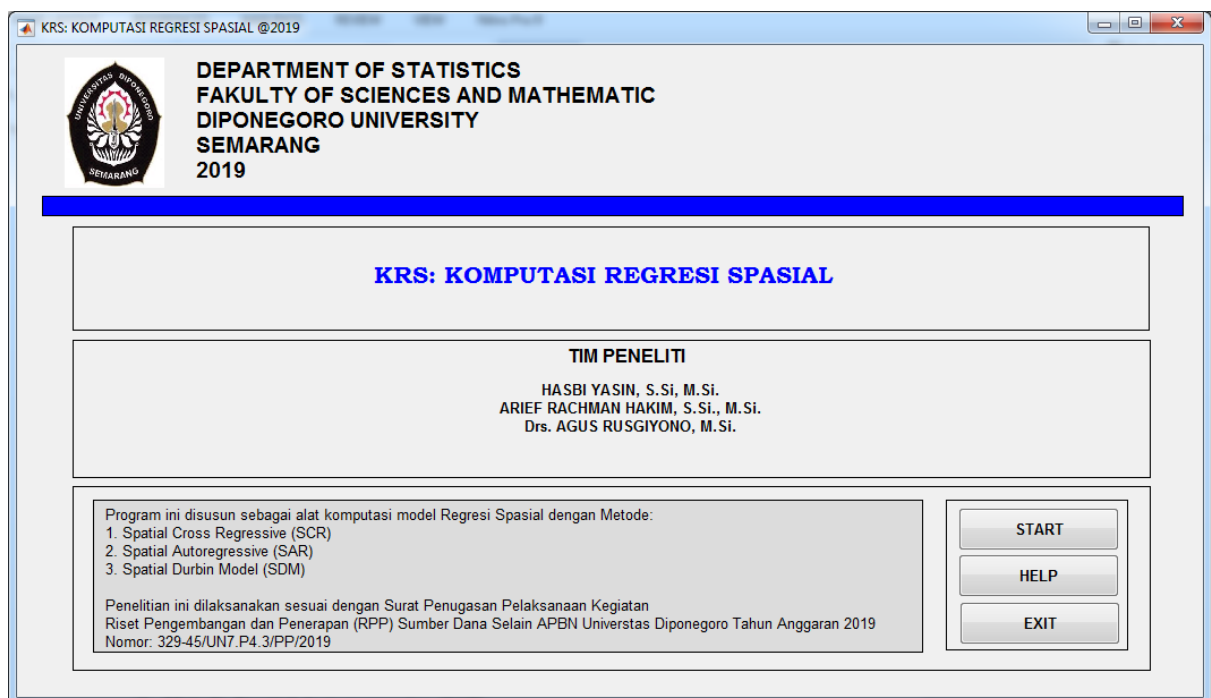 KRS: KOMPUTASI REGRESI SPASIAL @2019
UNIVERSITAS DIPONEGORO
SEMARANG
DEPARTMENT OF STATISTICS
FAKULTY OF SCIENCES AND MATHEMATIC
DIPONEGORO UNIVERSITY
SEMARANG
2019
KRS: KOMPUTASI REGRESI SPASIAL
TIM PENELITI
HASBI YASIN, S.Si, M.Si.
ARIEF RACHMAN HAKIM, S.Si., M.Si.
Drs. AGUS RUSGIYONO, M.Si.
Program ini disusun sebagai alat komputasi model Regresi Spasial dengan Metode:
1. Spatial Cross Regressive (SCR)
2. Spatial Autoregressive (SAR)
3. Spatial Durbin Model (SDM)
Penelitian ini dilaksanakan sesuai dengan Surat Penugasan Pelaksanaan Kegiatan
Riset Pengembangan dan Penerapan (RPP) Sumber Dana Selain APBN Universtas Diponegoro Tahun Anggaran 2019
Nomor: 329-45/UN7.P4.3/PP/2019
START
HELP
EXIT